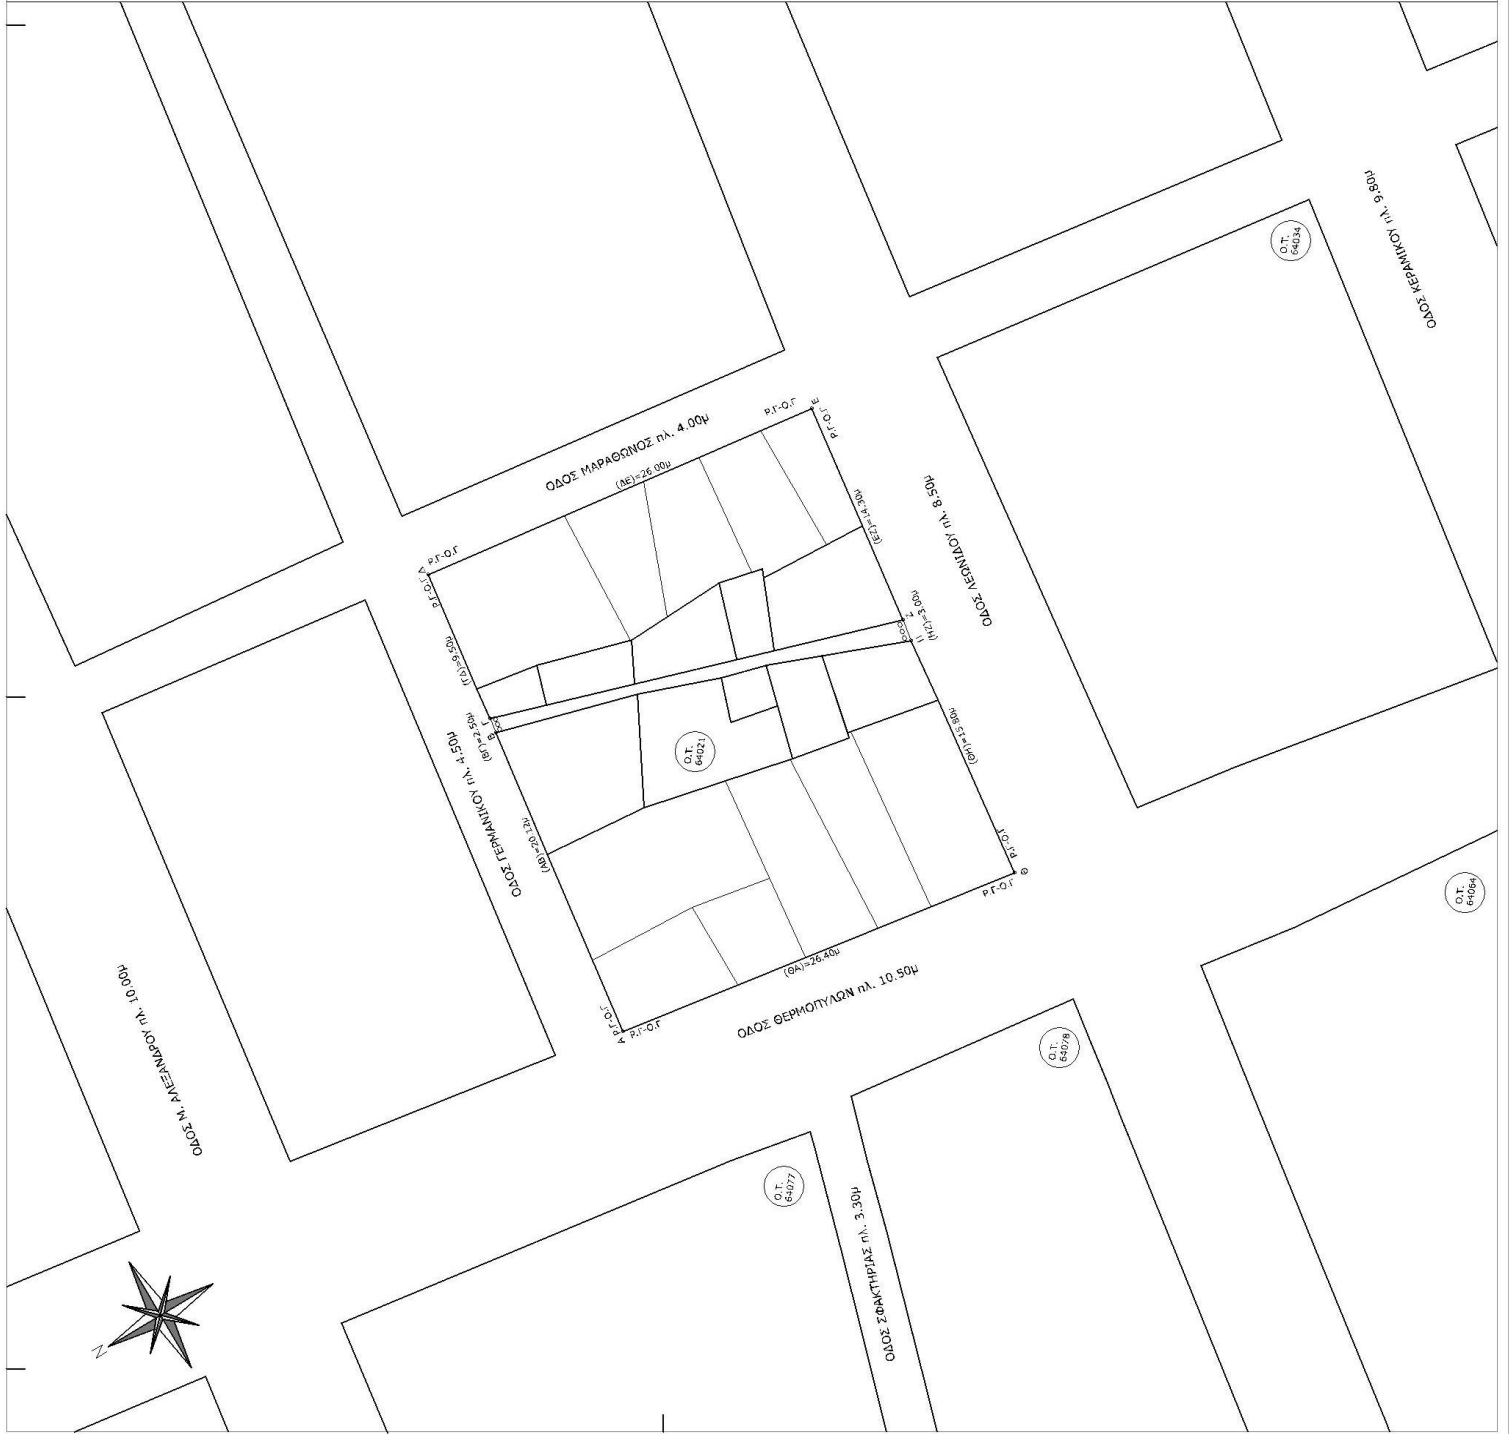 Ο.Τ.
64034
ΟΔΟΣ ΚΕΡΑΜΙΚΟΥ πλ. 9.80μ
ΟΔΟΣ ΜΑΡΑΘΩΝΟΣ πλ. 4.00μ
Ρ.Γ-Ο.Γ
Ε
Ρ.Γ-Ο.Γ
(ΔΕ)=26.00μ
Δ
Ρ.Γ-Ο.Γ
Ρ.Γ-Ο.Γ
(ΕΖ)=14.30μ
ΟΔΟΣ ΛΕΩΝΙΔΟΥ πλ. 8.50μ
(ΓΔ)=9.50μ
Ζ
Η
(ΗΖ)=3.00μ
Γ
Β
(ΒΓ)=2.50μ
ΟΔΟΣ ΓΕΡΜΑΝΙΚΟΥ πλ. 4.50μ
Ο.Τ.
64021
(ΘΗ)=15.80μ
(ΑΒ)=20.12μ
Ρ.Γ-Ο.Γ
Θ
Ρ.Γ-Ο.Γ
Ο.Τ.
64064
(ΘΑ)=26.40μ
ΟΔΟΣ ΘΕΡΜΟΠΥΛΩΝ πλ. 10.50μ
Ρ.Γ-Ο.Γ
Α
Ρ.Γ-Ο.Γ
ΟΔΟΣ Μ. ΑΛΕΞΑΝΔΡΟΥ πλ. 10.00μ
Ο.Τ.
64078
Ο.Τ.
64077
ΟΔΟΣ ΣΦΑΚΤΗΡΙΑΣ πλ. 3.30μ
N